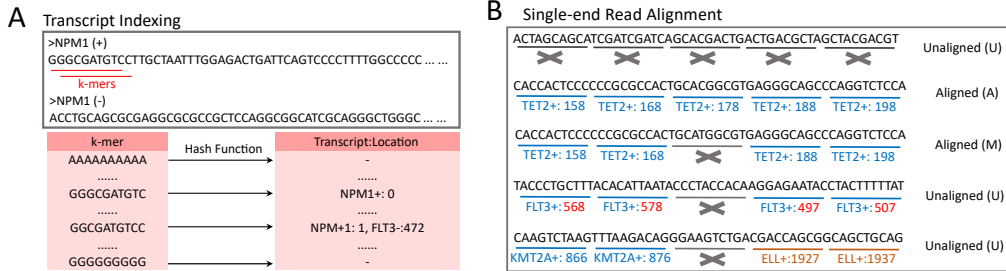 A Transcript Indexing
>NPM1 (+)
GGGCGATGTCCTTGCTAATTTGGAGACTGATTCAGTCCCCTTTTGGCCCCC ... ...
k-mers
>NPM1 (-)
ACCTGCAGCGCGAGGCGCGCCGCTCCAGGCGGCATCGCAGGGCTGGGC ... ...
k-mer Hash Function Transcript:Location
AAAAAAAAAA -
...... ......
GGGCGATGTC NPM1+: 0
...... ......
GGCGATGTCC NPM+1: 1, FLT3-:472
...... ......
GGGGGGGGG -
B Single-end Read Alignment
ACTAGCAGCATCGATCGATCAGCACGACTGACTGACGCTAGCTACGACGT Unaligned (U)
CACCACTCCCCCCGCGCCACTGCACGGCGTGAGGGCAGCCCAGGTCTCCA Aligned (A)
TET2+: 158 TET2+: 168 TET2+: 178 TET2+: 188 TET2+: 198
CACCACTCCCCCCGCGCCACTGCATGGCGTGAGGGCAGCCCAGGTCTCCA Aligned (M)
TET2+: 158 TET2+: 168 TET2+: 188 TET2+: 198
TACCCTGCTTTACACATTAATACCCTACCACAAGGAGAATACCTACTTTTTAT Unaligned (U)
FLT3+:568 FLT3+:578 FLT3+:497 FLT3+:507
CAAGTCTAAGTTTAAGACAGGGAAGTCTGACGACCAGCGGCAGCTGCAG Unaligned (U)
KMT2A+: 866 KMT2A+:876 ELL+:1927 ELL+:1937